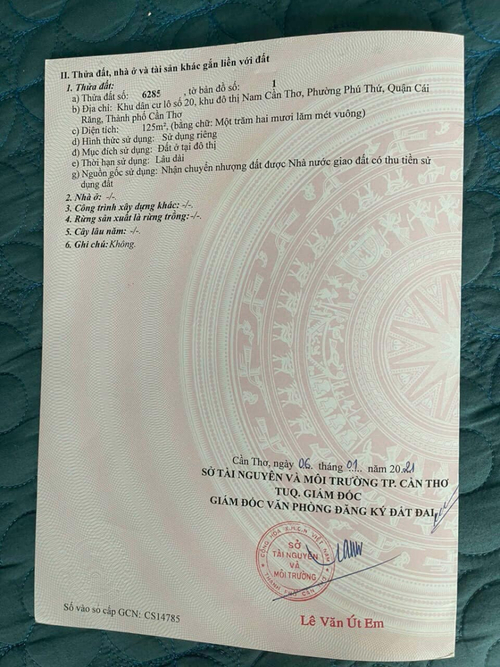 II. Thửa đất, nhà ở và tài sản khác gắn liền với đất
1. Thửa đất:
a) Thửa đất số: 6285, tờ bản đồ số: 1
b) Địa chỉ: Khu dân cư lô số 20, khu đô thị Nam Cần Thơ, Phường Phú Thứ, Quận Cái
Răng, Thành phố Cần Thơ
c) Diện tích: 125m², (bằng chữ: Một trăm hai mươi lăm mét vuông)
d) Hình thức sử dụng: Sử dụng riêng
đ) Mục đích sử dụng: Đất ở tại đô thị
e) Thời hạn sử dụng: Lâu dài
g) Nguồn gốc sử dụng: Nhận chuyển nhượng đất được Nhà nước giao đất có thu tiền sử
dụng đất
2. Nhà ở: -/-.
3. Công trình xây dựng khác: -/-.
4. Rừng sản xuất là rừng trồng:-/-.
5. Cây lâu năm: -/-.
6. Ghi chú:Không.
Cần Thơ, ngày 06. tháng 01.. năm 2021
SỞ TÀI NGUYÊN VÀ MÔI TRƯỜNG TP. CẦN THƠ
TUQ. GIÁM ĐỐC
GIÁM ĐỐC VĂN PHÒNG ĐĂNG KÝ ĐẤT ĐAI
CỘNG HÒA X.H.C.N VIỆT NAM
SỞ
TÀI NGUYÊN
VÀ
MÔI TRƯỜNG
THÀNH PHỐ CẦN THƠ
Số vào sổ cấp GCN: CS14785
Lê Văn Út Em